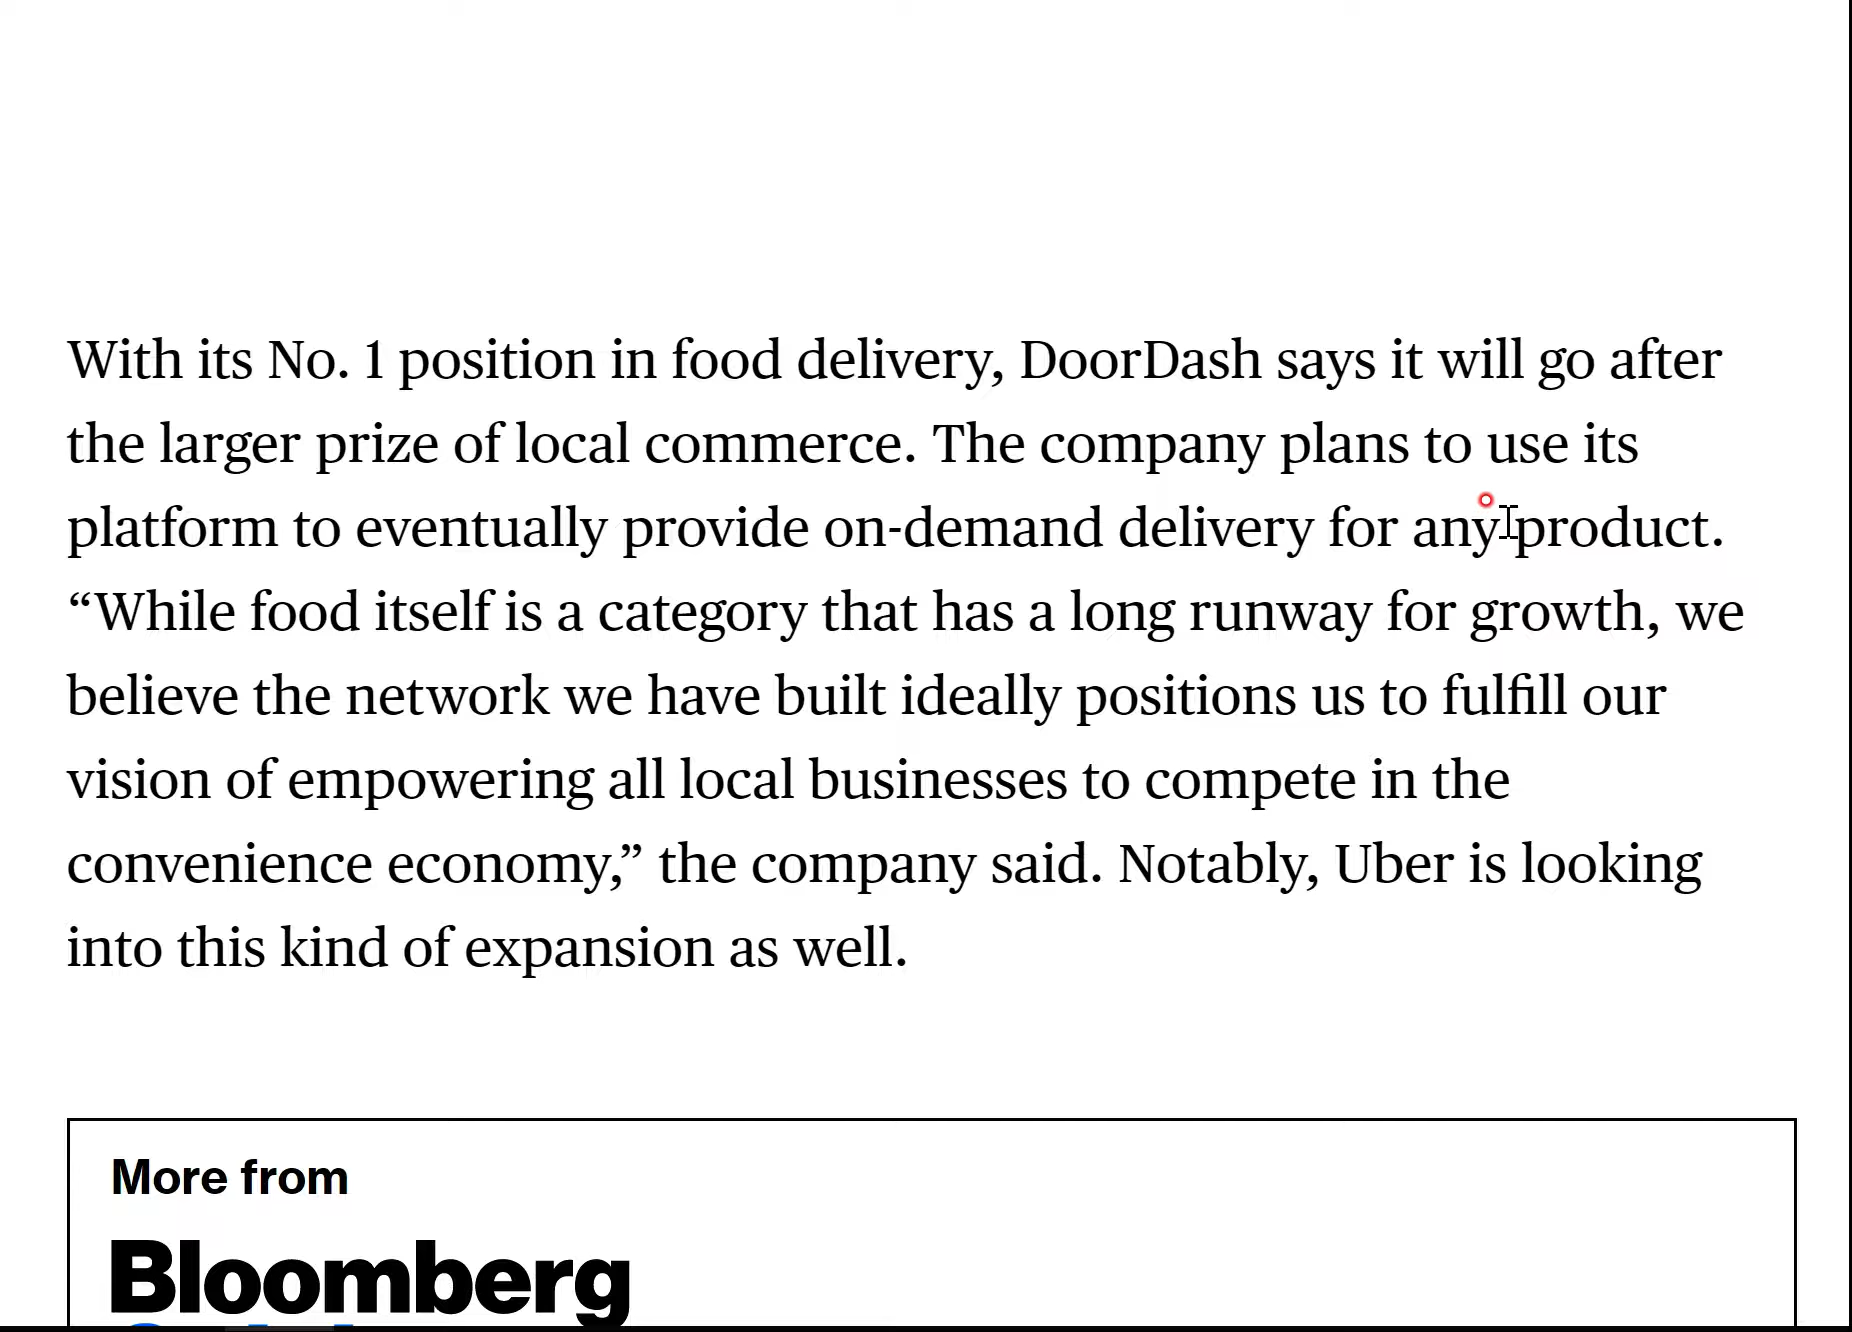 With its No. 1 position in food delivery, DoorDash says it will go after
the larger prize of local commerce. The company plans to use its
platform to eventually provide on-demand delivery for any product.
“While food itself is a category that has a long runway for growth, we
believe the network we have built ideally positions us to fulfill our
vision of empowering all local businesses to compete in the
convenience economy,” the company said. Notably, Uber is looking
into this kind of expansion as well.
More from
Bloomberg